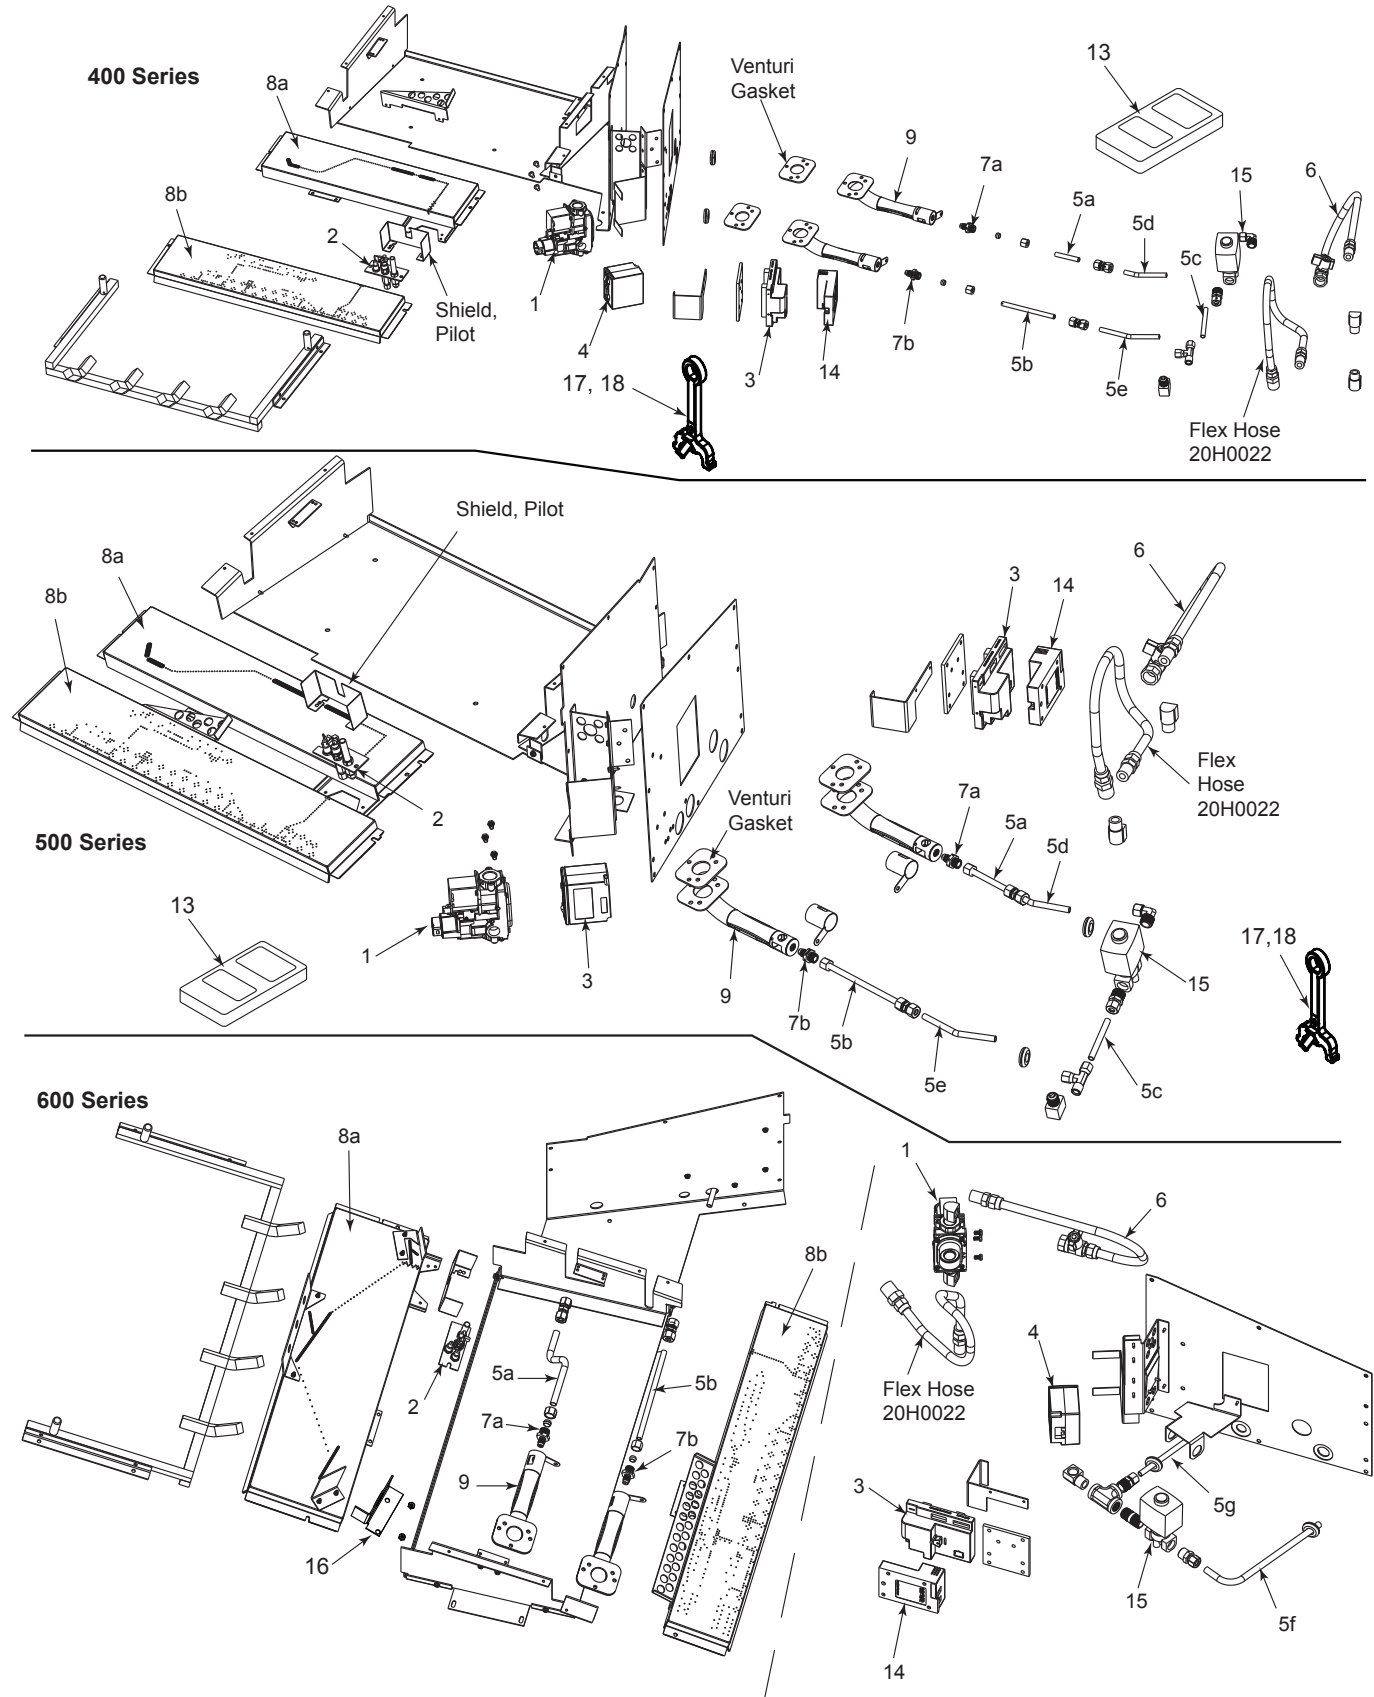 400 Series
8a
8b
2
Shield,
Pilot
1
4
Venturi
Gasket
9
7a
7b
3
14
17, 18
13
5a
5d
5b
5e
5c
15
6
Flex Hose
20H0022
500 Series
8a
8b
Shield, Pilot
2
1
3
13
Venturi
Gasket
9
7a
7b
5a
5d
5b
5e
3
14
6
Flex
Hose
20H0022
15
5c
17,18
600 Series
8a
2
16
5a
7a
9
5b
7b
8b
1
6
Flex Hose
20H0022
4
3
14
5g
15
5f